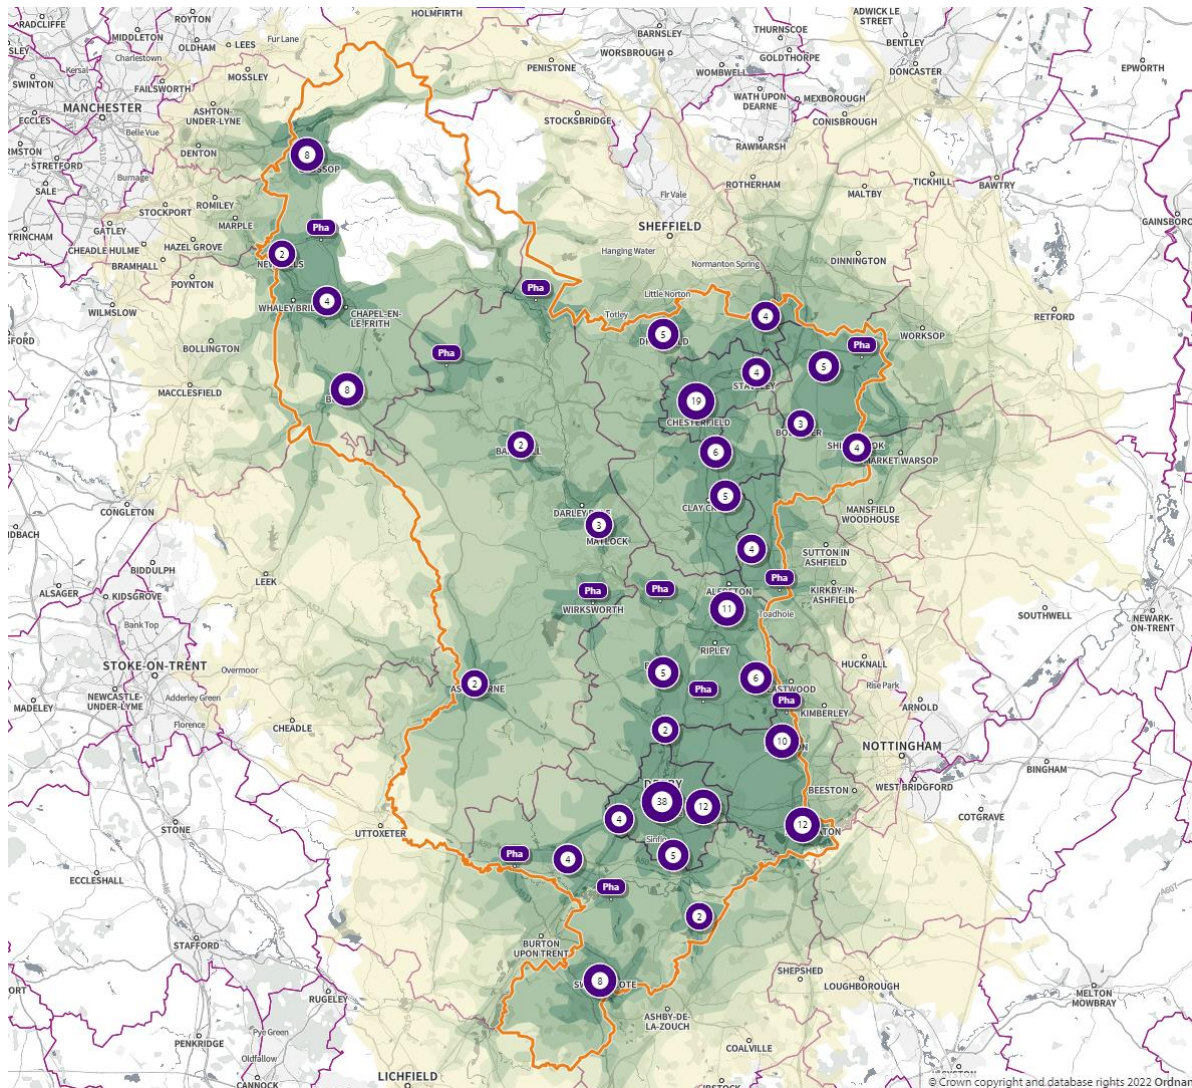 RADCLIFFE
ROYTON
HOLMFIRTH
BARNSLEY
THURNSCOE
ADWICK LE
STREET
MIDDLETON
OLDHAM
LEES
Fur Lane
WORSBROUGH
GOLDTHORPE
BENTLEY
Kersal
Charlestown
MOSSLEY
PENISTONE
WOMBWELL
DONCASTER
EPWORTH
SWINTON
FAILSWORTH
WATH UPON
DEARNE
MEXBOROUGH
MANCHESTER
ASHTON-
UNDER-LYNE
STOCKSBRIDGE
CONISBROUGH
ECCLES
Belle Vue
RAWMARSH
STRETFORD
DENTON
8
Burnage
ROTHERHAM
TICKHILL
BAWTRY
SALE
ROMILEY
Fir Vale
MALTBY
STOCKPORT
MARPLE
Pha
SHEFFIELD
GATLEY
HAZEL GROVE
CHEADLE HULME
2
Hanging Water
DINNINGTON
BRAMHALL
Normanton Spring
POYNTON
Pha
Little Norton
WILMSLOW
4
CHAPEL-EN-
LE-FRITH
Totley
4
RETFORD
5
WORKSOP
BOLLINGTON
Pha
Pha
5
4
MACCLESFIELD
8
19
CHESTERFIELD
3
2
6
4
MARKET WARSOP
CONGLETON
5
MANSFIELD
WOODHOUSE
3
MATLOCK
4
SUTTON IN
ASHFIELD
BIDDULPH
LEEK
ALSAGER
KIDSGROVE
Pha
Pha
Pha
KIRKBY-IN-
ASHFIELD
WIRKSWORTH
11
Toadhole
SOUTHWELL
NEWARK-
ON-TRENT
Bank Top
RIPLEY
STOKE-ON-TRENT
Overmoor
HUCKNALL
5
6
Rise Park
2
Pha
EASTWOOD
MADELEY
NEWCASTLE-
UNDER-LYME
Adderley Green
Pha
KIMBERLEY
ARNOLD
Florence
CHEADLE
2
10
NOTTINGHAM
BINGHAM
BEESTON
WEST BRIDGFORD
38
12
COTGRAVE
4
12
STONE
UTTOXETER
Pha
4
5
ECCLESHALL
Pha
2
STAFFORD
BURTON
UPON TRENT
SHEPSHED
8
LOUGHBOROUGH
RUGELEY
ASHBY-DE-
LA-ZOUCH
MELTON
MOWBRAY
Pye Green
PENKRIDGE
COALVILLE
Oldfallow
LICHFIELD
CANNOCK
© Crown copyright and database rights 2022 Ordna